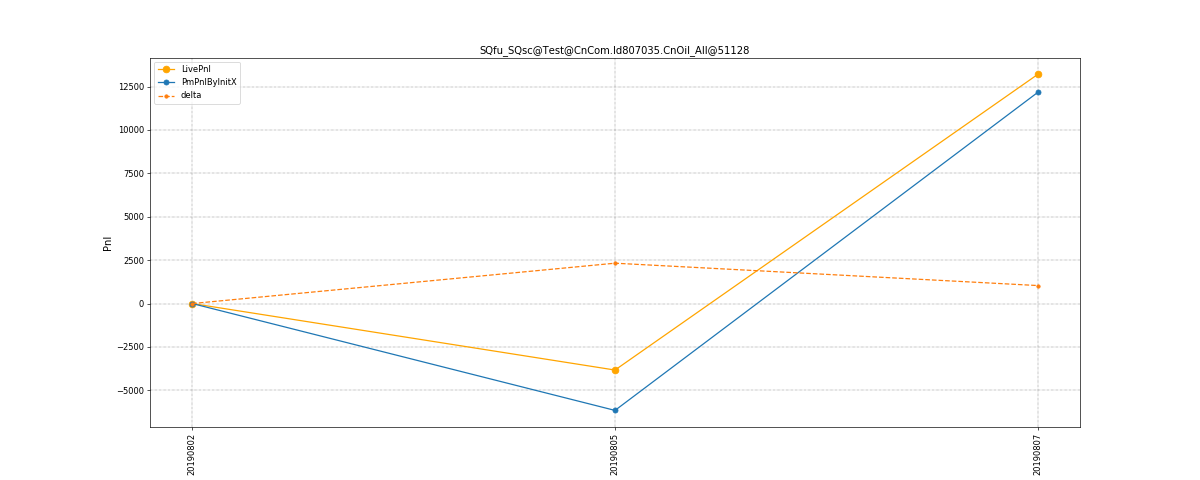 SQfu_SQsc@Test@CnCom.Id807035.CnOil_All@51128
LivePnl
PmPnlByInitX
delta
12500
10000
7500
5000
2500
0
−2500
−5000
Pnl
20190802
20190805
20190807